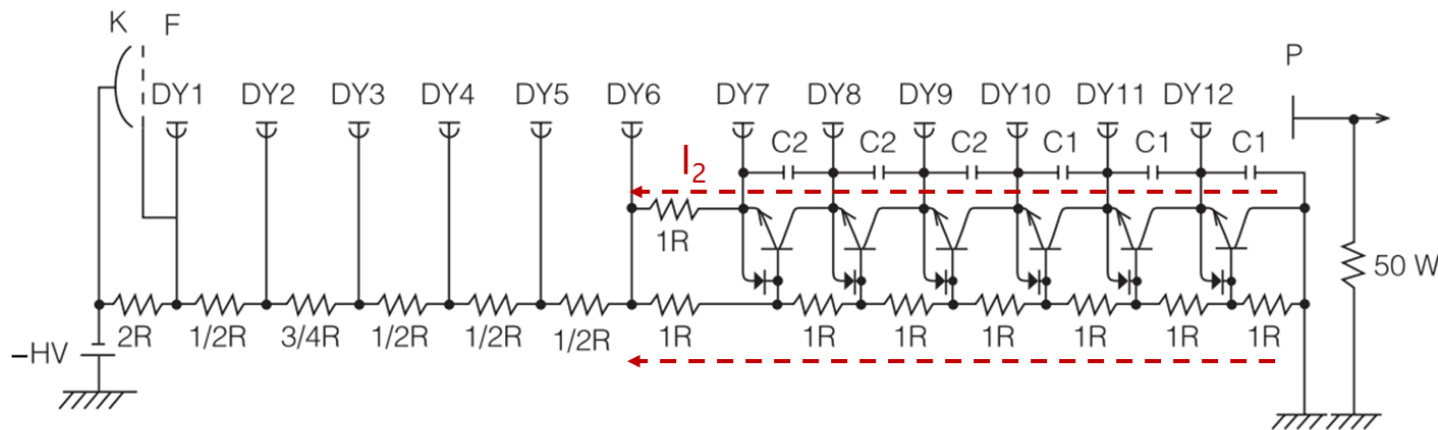 K F
P
DY1 DY2 DY3 DY4 DY5 DY6 DY7 DY8 DY9 DY10 DY11 DY12
C2 C2 C2 C1 C1 C1
I2
1R
50 W
2R 1/2R 3/4R 1/2R 1/2R 1/2R 1R 1R 1R 1R 1R 1R 1R
−HV